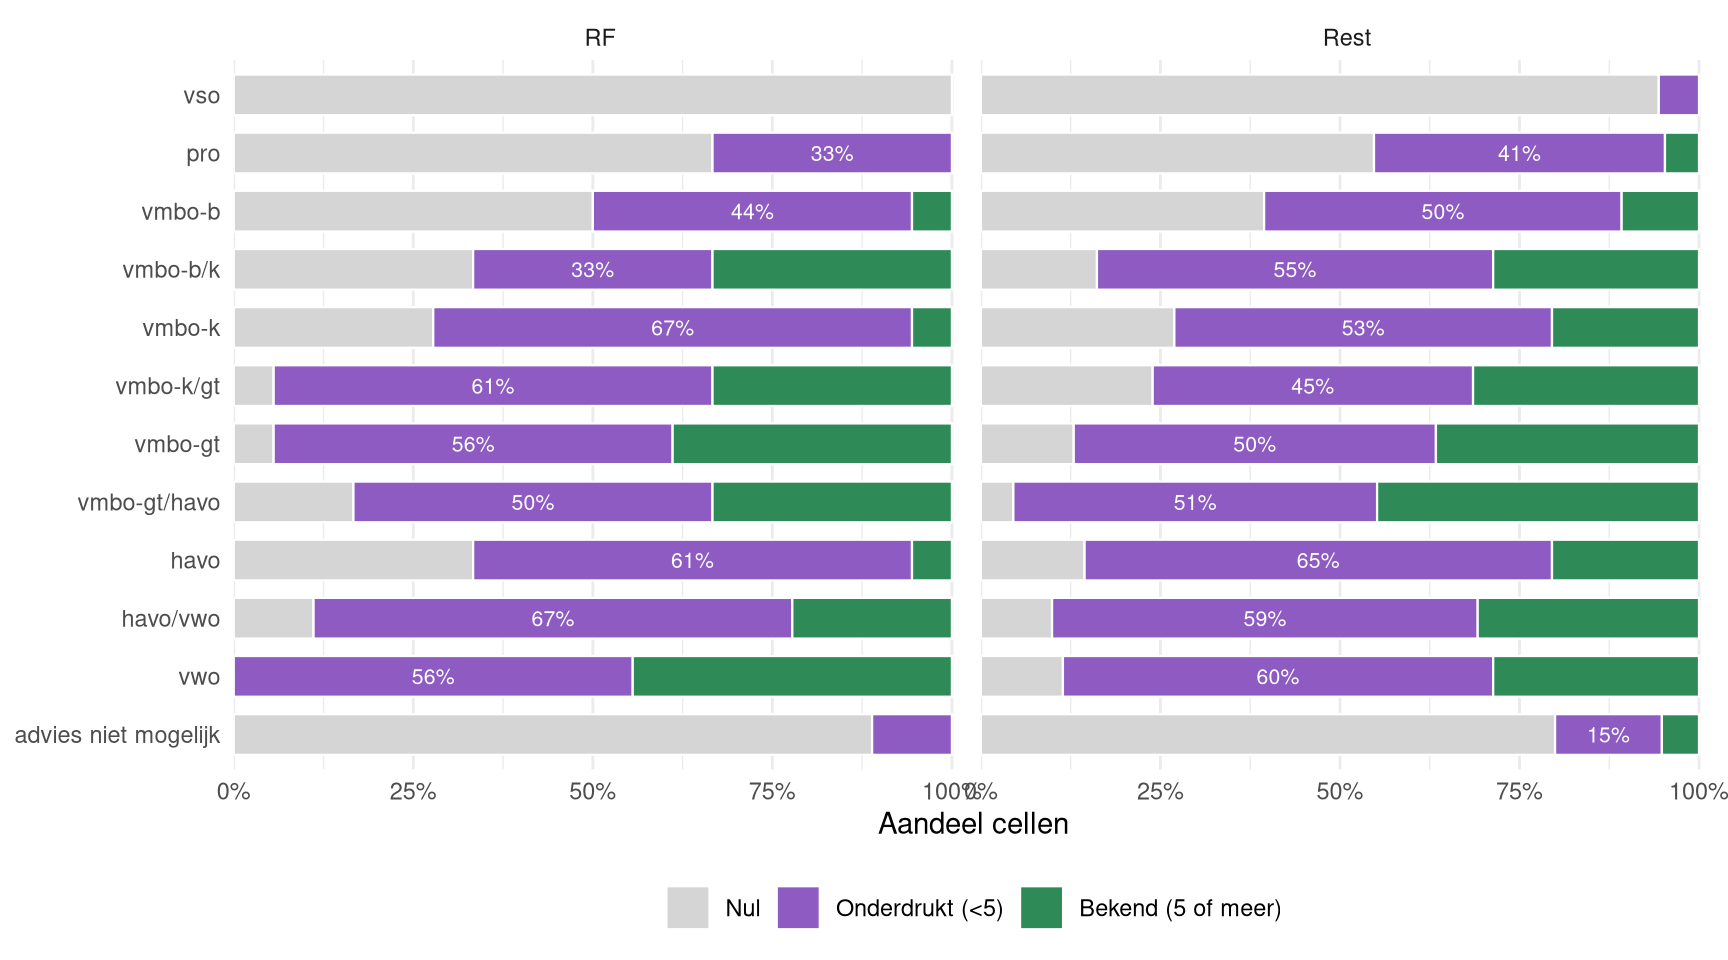 RF Rest
vso
pro 33% 41%
vmbo-b 44% 50%
vmbo-b/k 33% 55%
vmbo-k 67% 53%
vmbo-k/gt 61% 45%
vmbo-gt 56% 50%
vmbo-gt/havo 50% 51%
havo 61% 65%
havo/vwo 67% 59%
vwo 56% 60%
advies niet mogelijk 15%
0% 25% 50% 75% 100% 0% 25% 50% 75% 100%
Aandeel cellen
Nul Onderdrukt (<5) Bekend (5 of meer)